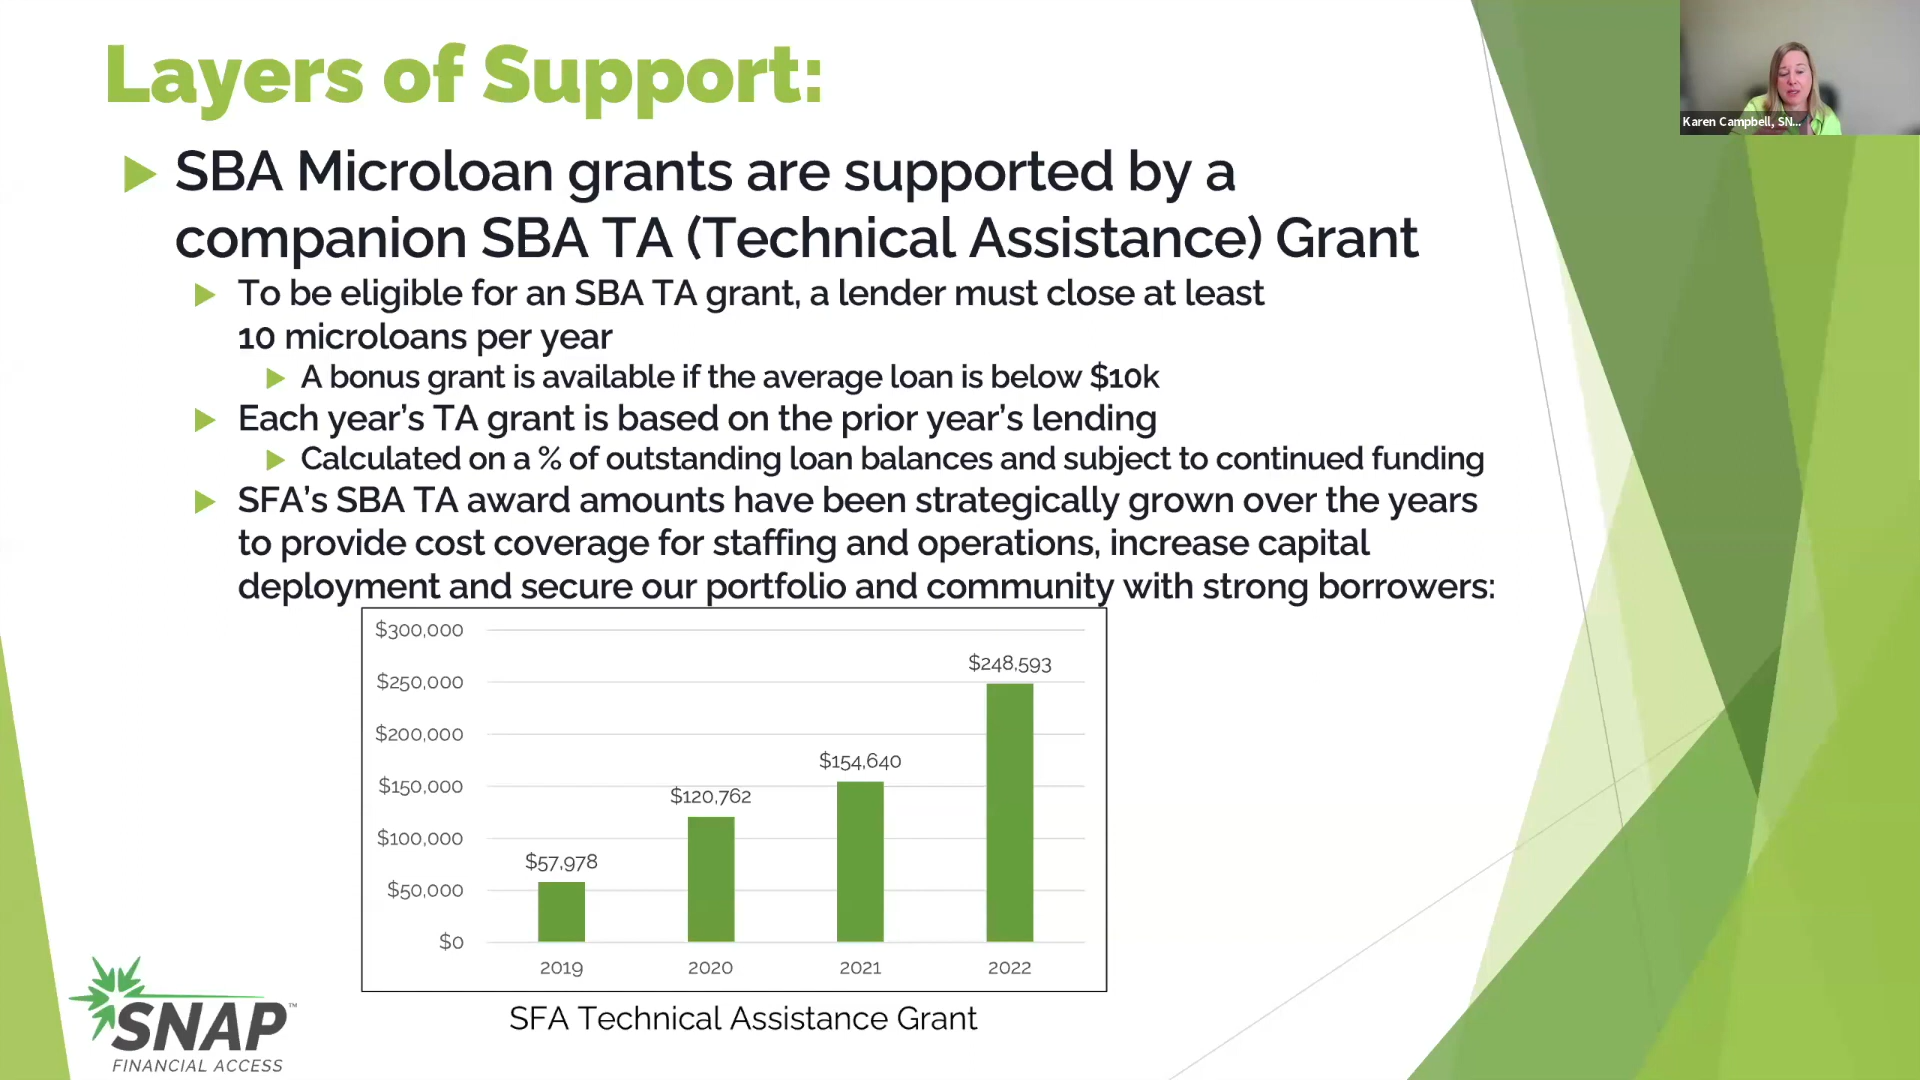 Layers of Support:
SBA Microloan grants are supported by a
companion SBA TA (Technical Assistance) Grant
To be eligible for an SBA TA grant, a lender must close at least
10 microloans per year
A bonus grant is available if the average loan is below $10k
Each year's TA grant is based on the prior year's lending
Calculated on a % of outstanding loan balances and subject to continued funding
SFA's SBA TA award amounts have been strategically grown over the years
to provide cost coverage for staffing and operations, increase capital
deployment and secure our portfolio and community with strong borrowers:
$300,000
$250,000
$200,000
$150,000
$100,000
$50,000
$0
$57,978
$120,762
$154,640
$248,593
2019
2020
2021
2022
SFA Technical Assistance Grant
SNAP™
FINANCIAL ACCESS
Karen Campbell, SN...